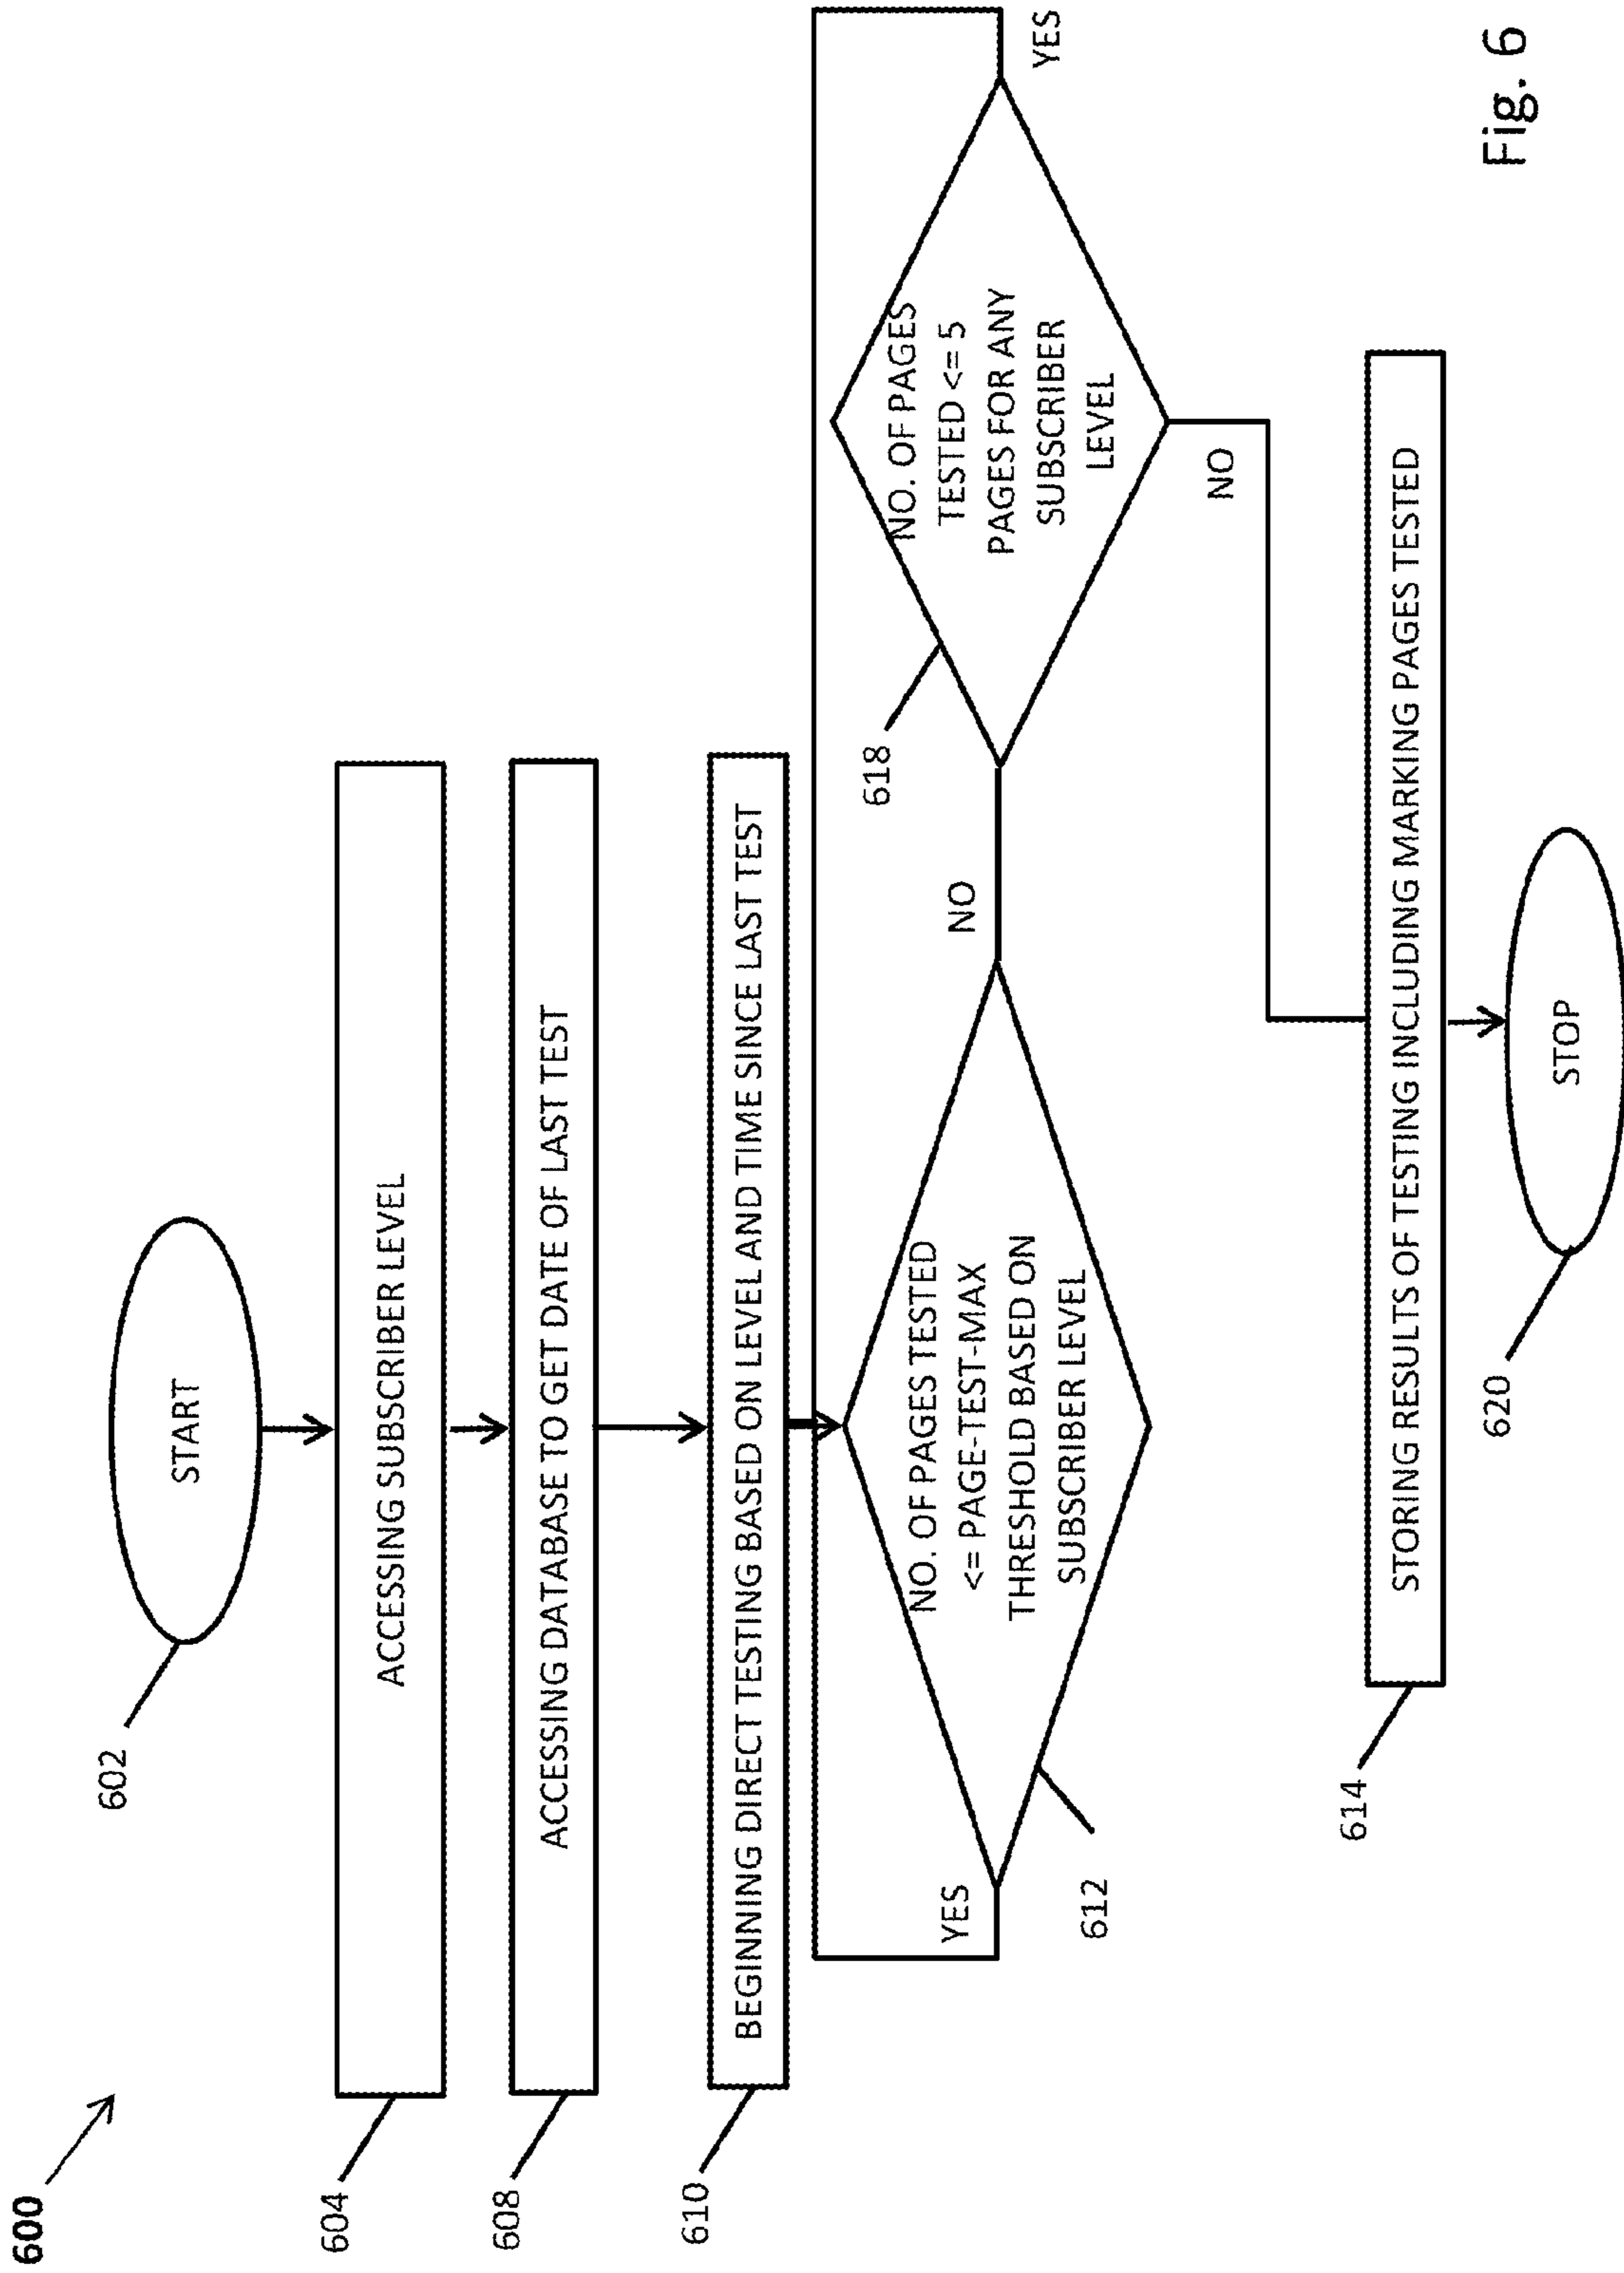 600
602
START
604
ACCESSING SUBSCRIBER LEVEL
608
ACCESSING DATABASE TO GET DATE OF LAST TEST
610
BEGINNING DIRECT TESTING BASED ON LEVEL AND TIME SINCE LAST TEST
YES
612
NO. OF PAGES TESTED
<= PAGE-TEST-MAX
THRESHOLD BASED ON
SUBSCRIBER LEVEL
NO
618
NO. OF PAGES
TESTED <= 5
PAGES FOR ANY
SUBSCRIBER
LEVEL
YES
NO
614
STORING RESULTS OF TESTING INCLUDING MARKING PAGES TESTED
620
STOP
Fig. 6